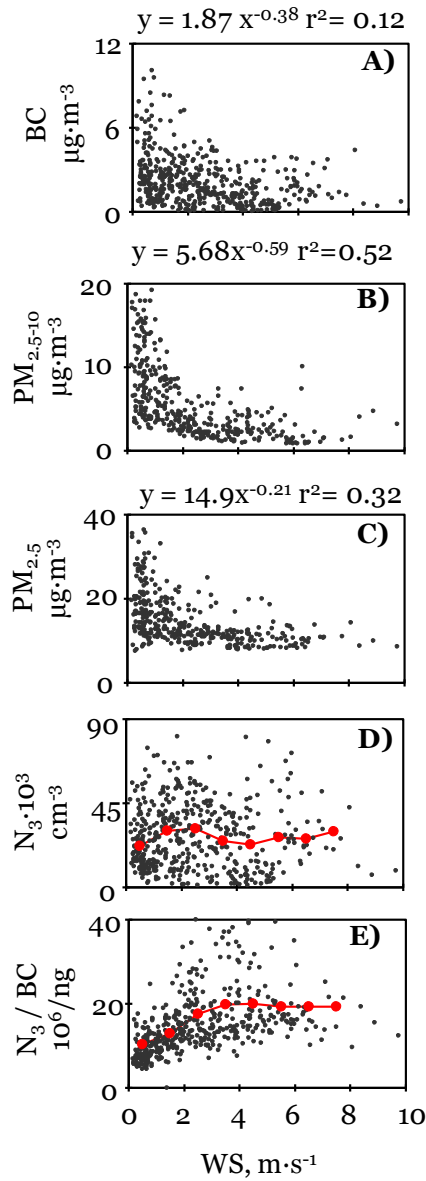 y = 1.87 x^-0.38 r² = 0.12
12
6
0
BC
µg·m⁻³
A)
y = 5.68x^-0.59 r² = 0.52
20
10
0
PM₂.₅₋₁₀
µg·m⁻³
B)
y = 14.9x^-0.21 r² = 0.32
40
20
0
PM₂.₅
µg·m⁻³
C)
90
45
0
N₃·10³
cm⁻³
D)
40
20
0
N₃ / BC
10⁶/ng
E)
0 2 4 6 8 10
WS, m·s⁻¹